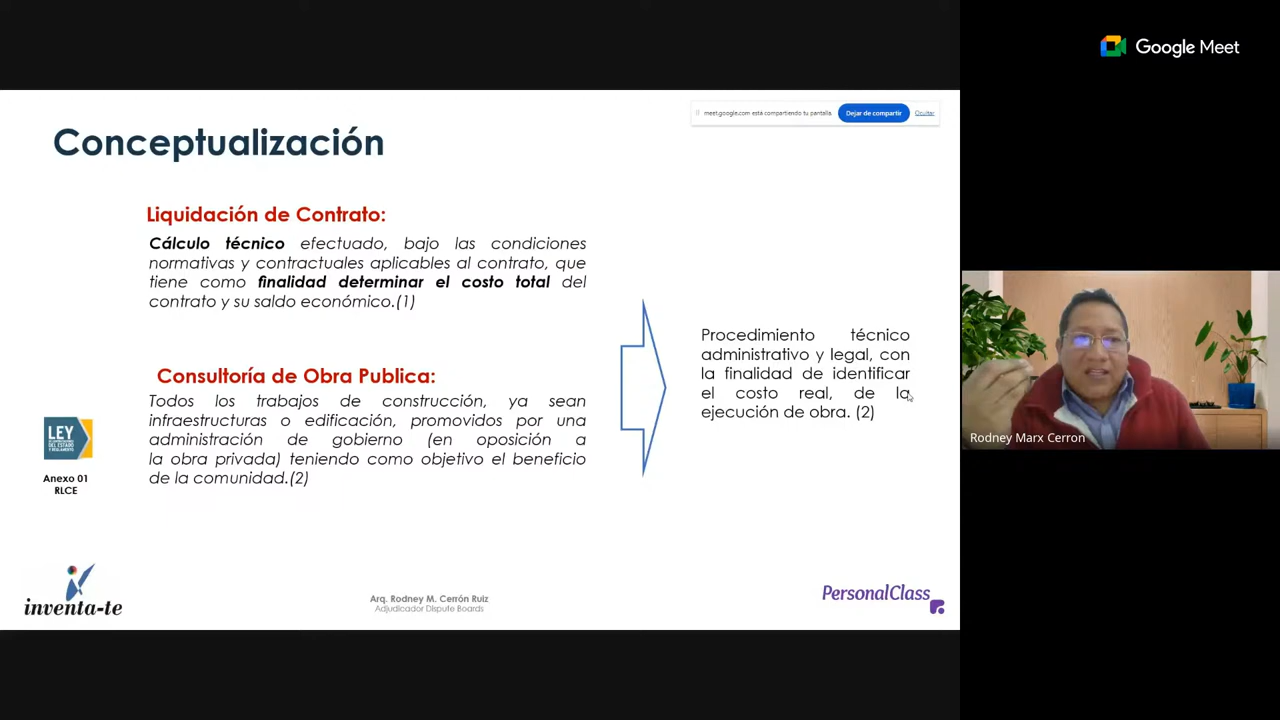 Google Meet
meet.google.com está compartiendo tu pantalla.
Dejar de compartir
Ocultar
Conceptualización
Liquidación de Contrato:
Cálculo técnico efectuado, bajo las condiciones
normativas y contractuales aplicables al contrato, que
tiene como finalidad determinar el costo total del
contrato y su saldo económico.(1)
Consultoría de Obra Publica:
Todos los trabajos de construcción, ya sean
infraestructuras o edificación, promovidos por una
administración de gobierno (en oposición a
la obra privada) teniendo como objetivo el beneficio
de la comunidad.(2)
LEY
Anexo 01
RLCE
Procedimiento técnico
administrativo y legal, con
la finalidad de identificar
el costo real, de la
ejecución de obra. (2)
Rodney Marx Cerron
inventa-te
Arq. Rodney M. Cerrón Ruiz
Adjudicador Dispute Boards
PersonalClass